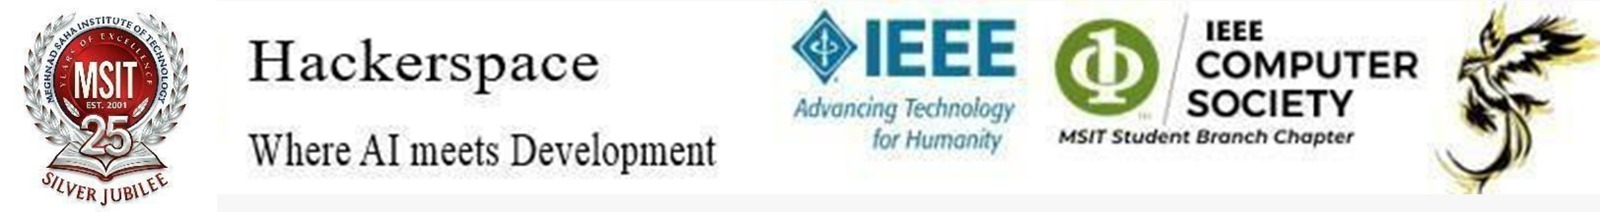 MEGHNAD SAHA INSTITUTE OF TECHNOLOGY
YEARS OF EXCELLENCE
MSIT
EST. 2001
25
SILVER JUBILEE
Hackerspace
Where AI meets Development
IEEE
Advancing Technology
for Humanity
IEEE
COMPUTER
SOCIETY
MSIT Student Branch Chapter